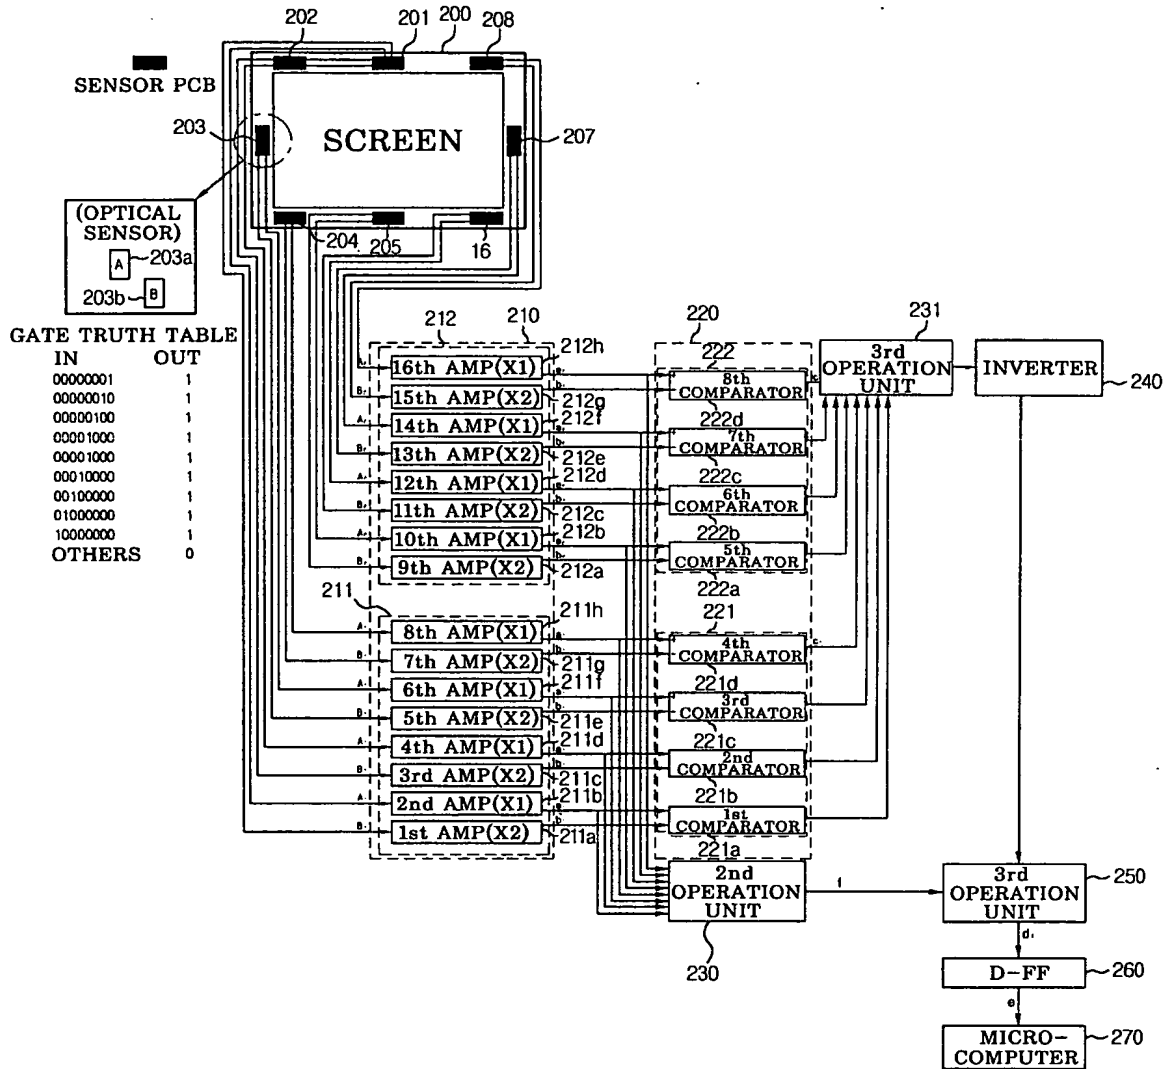 202
201
200
208
SENSOR PCB
203
SCREEN
207
(OPTICAL
SENSOR)
A
203a
203b
B
204
205
16
GATE TRUTH TABLE
IN OUT
00000001 1
00000010 1
00000100 1
00001000 1
00001000 1
00010000 1
00100000 1
01000000 1
10000000 1
OTHERS 0
212
210
212h
16th AMP(X1)
15th AMP(X2)
212g
212f
14th AMP(X1)
13th AMP(X2)
212e
212d
12th AMP(X1)
11th AMP(X2)
212c
212b
10th AMP(X1)
9th AMP(X2)
212a
211
211h
8th AMP(X1)
7th AMP(X2)
211g
211f
6th AMP(X1)
5th AMP(X2)
211e
211d
4th AMP(X1)
3rd AMP(X2)
211c
211b
2nd AMP(X1)
1st AMP(X2)
211a
220
222
8th
COMPARATOR
222d
7th
COMPARATOR
222c
6th
COMPARATOR
222b
5th
COMPARATOR
222a
221
4th
COMPARATOR
221d
3rd
COMPARATOR
221c
2nd
COMPARATOR
221b
1st
COMPARATOR
221a
2nd
OPERATION
UNIT
230
231
3rd
OPERATION
UNIT
INVERTER
240
3rd
OPERATION
UNIT
250
D-FF
260
e
MICRO-
COMPUTER
270